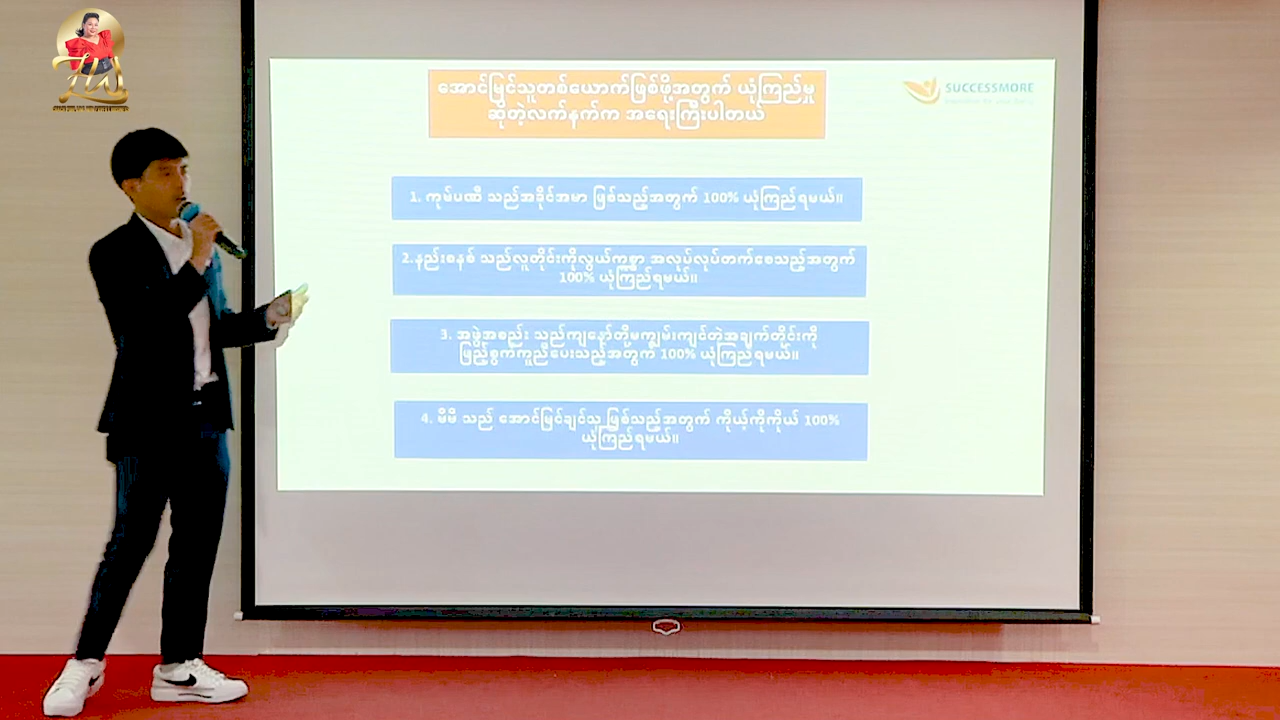 အောင်မြင်သူတစ်ယောက်ဖြစ်ဖို့အတွက် ယုံကြည်မှု
ဆိုတဲ့လက်နက်က အရေးကြီးပါတယ်
SUCCESSMORE
1. ကုမ်ပဏီ သည်အခိုင်အမာ ဖြစ်သည့်အတွက် 100% ယုံကြည်ရမယ်။
2.နည်းစနစ် သည်လူတိုင်းကိုလွယ်ကူစွာ အလုပ်လုပ်တက်စေသည့်အတွက်
100% ယုံကြည်ရမယ်။
3. အဖွဲ့အစည်း သည်ကျနော်တို့မကျွမ်းကျင်တဲ့အချက်တိုင်းကို
ဖြည့်စွက်ကူညီပေးသည့်အတွက် 100% ယုံကြည်ရမယ်။
4. မိမိ သည် အောင်မြင်ချင်သူ ဖြစ်သည့်အတွက် ကိုယ့်ကိုကိုယ် 100%
ယုံကြည်ရမယ်။